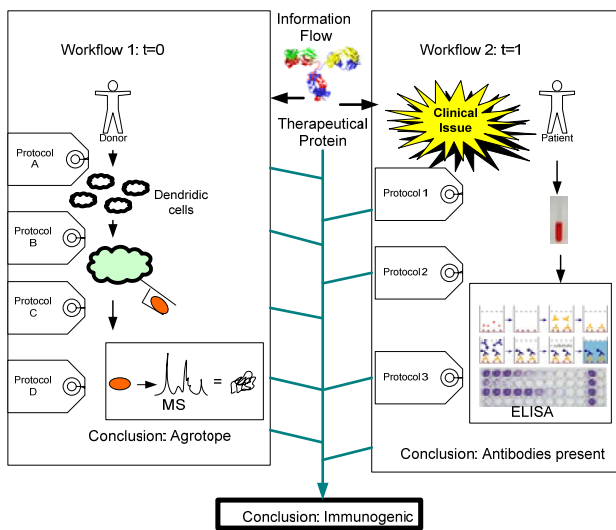 Information
Flow
Workflow 1: t=0
Workflow 2: t=1
Therapeutical
Protein
Donor
Protocol
A
Dendridic
cells
Protocol
B
Protocol
C
Protocol
D
MS
=
Conclusion: Agrotope
Clinical
Issue
Patient
Protocol 1
Protocol 2
Protocol 3
ELISA
Conclusion: Antibodies present
Conclusion: Immunogenic